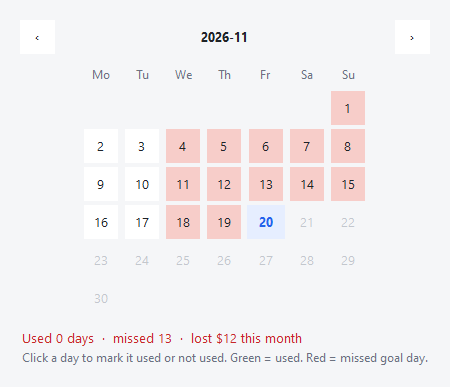 ‹ 2026-11 ›
Mo Tu We Th Fr Sa Su
1
2 3 4 5 6 7 8
9 10 11 12 13 14 15
16 17 18 19 20 21 22
23 24 25 26 27 28 29
30
Used 0 days · missed 13 · lost $12 this month
Click a day to mark it used or not used. Green = used. Red = missed goal day.